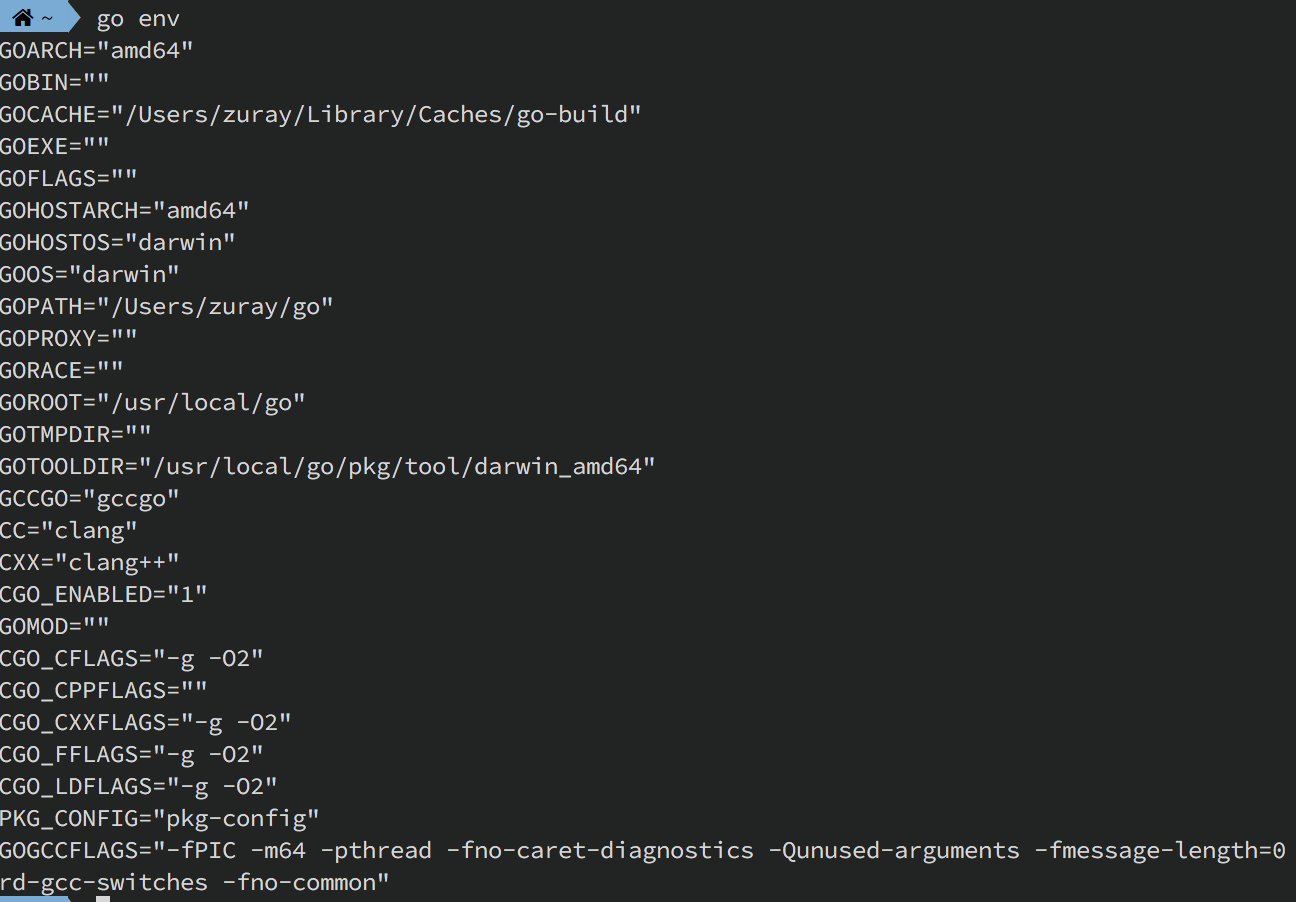 ~ go env
GOARCH="amd64"
GOBIN=""
GOCACHE="/Users/zuray/Library/Caches/go-build"
GOEXE=""
GOFLAGS=""
GOHOSTARCH="amd64"
GOHOSTOS="darwin"
GOOS="darwin"
GOPATH="/Users/zuray/go"
GOPROXY=""
GORACE=""
GOROOT="/usr/local/go"
GOTMPDIR=""
GOTOOLDIR="/usr/local/go/pkg/tool/darwin_amd64"
GCCGO="gccgo"
CC="clang"
CXX="clang++"
CGO_ENABLED="1"
GOMOD=""
CGO_CFLAGS="-g -O2"
CGO_CPPFLAGS=""
CGO_CXXFLAGS="-g -O2"
CGO_FFLAGS="-g -O2"
CGO_LDFLAGS="-g -O2"
PKG_CONFIG="pkg-config"
GOGCCFLAGS="-fPIC -m64 -pthread -fno-caret-diagnostics -Qunused-arguments -fmessage-length=0
rd-gcc-switches -fno-common"